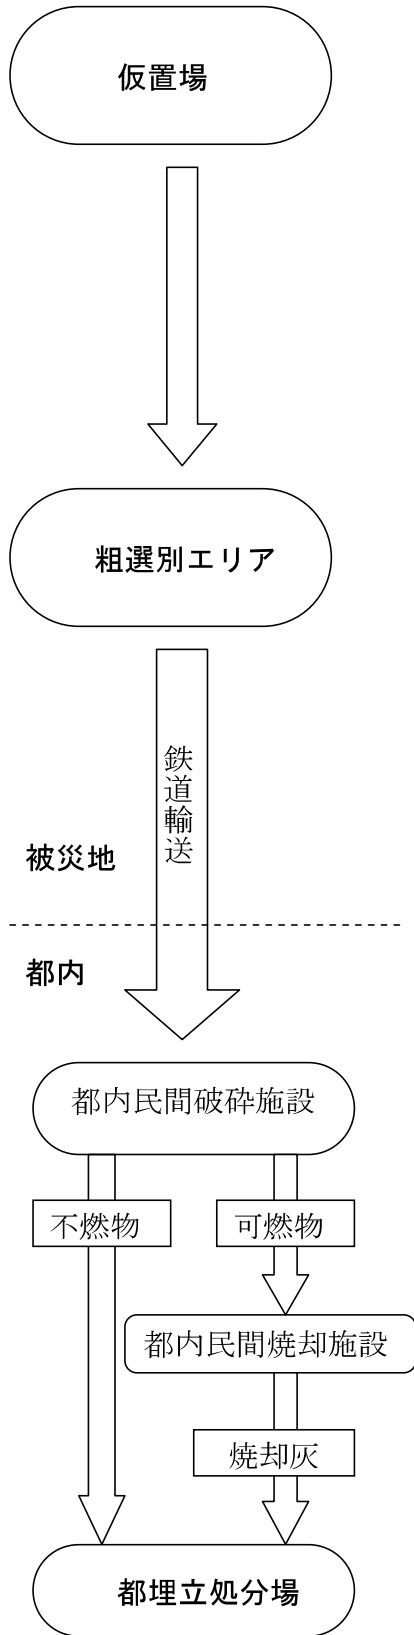 仮置場
粗選別エリア
鉄道輸送
被災地
都内
都内民間破砕施設
不燃物
可燃物
都内民間焼却施設
焼却灰
都埋立処分場